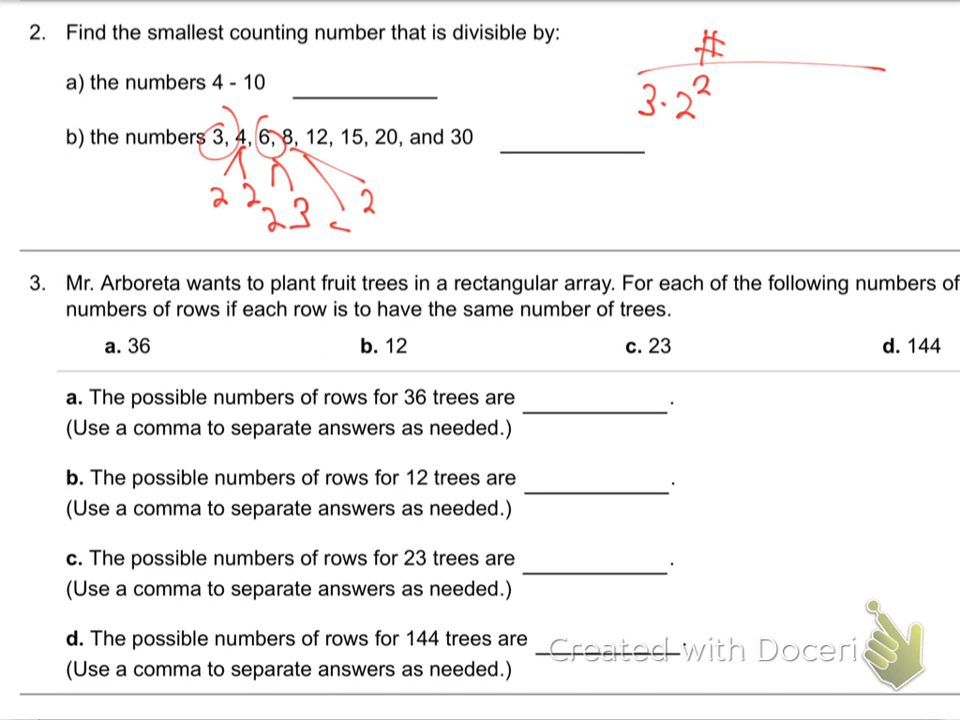 2. Find the smallest counting number that is divisible by:
#
a) the numbers 4 - 10
3 · 2²
b) the numbers 3, 4, 6, 8, 12, 15, 20, and 30
2 2 2
2 3
3. Mr. Arboreta wants to plant fruit trees in a rectangular array. For each of the following numbers of
numbers of rows if each row is to have the same number of trees.
a. 36 b. 12 c. 23 d. 144
a. The possible numbers of rows for 36 trees are .
(Use a comma to separate answers as needed.)
b. The possible numbers of rows for 12 trees are .
(Use a comma to separate answers as needed.)
c. The possible numbers of rows for 23 trees are .
(Use a comma to separate answers as needed.)
d. The possible numbers of rows for 144 trees are .
Created with Doceri
(Use a comma to separate answers as needed.)